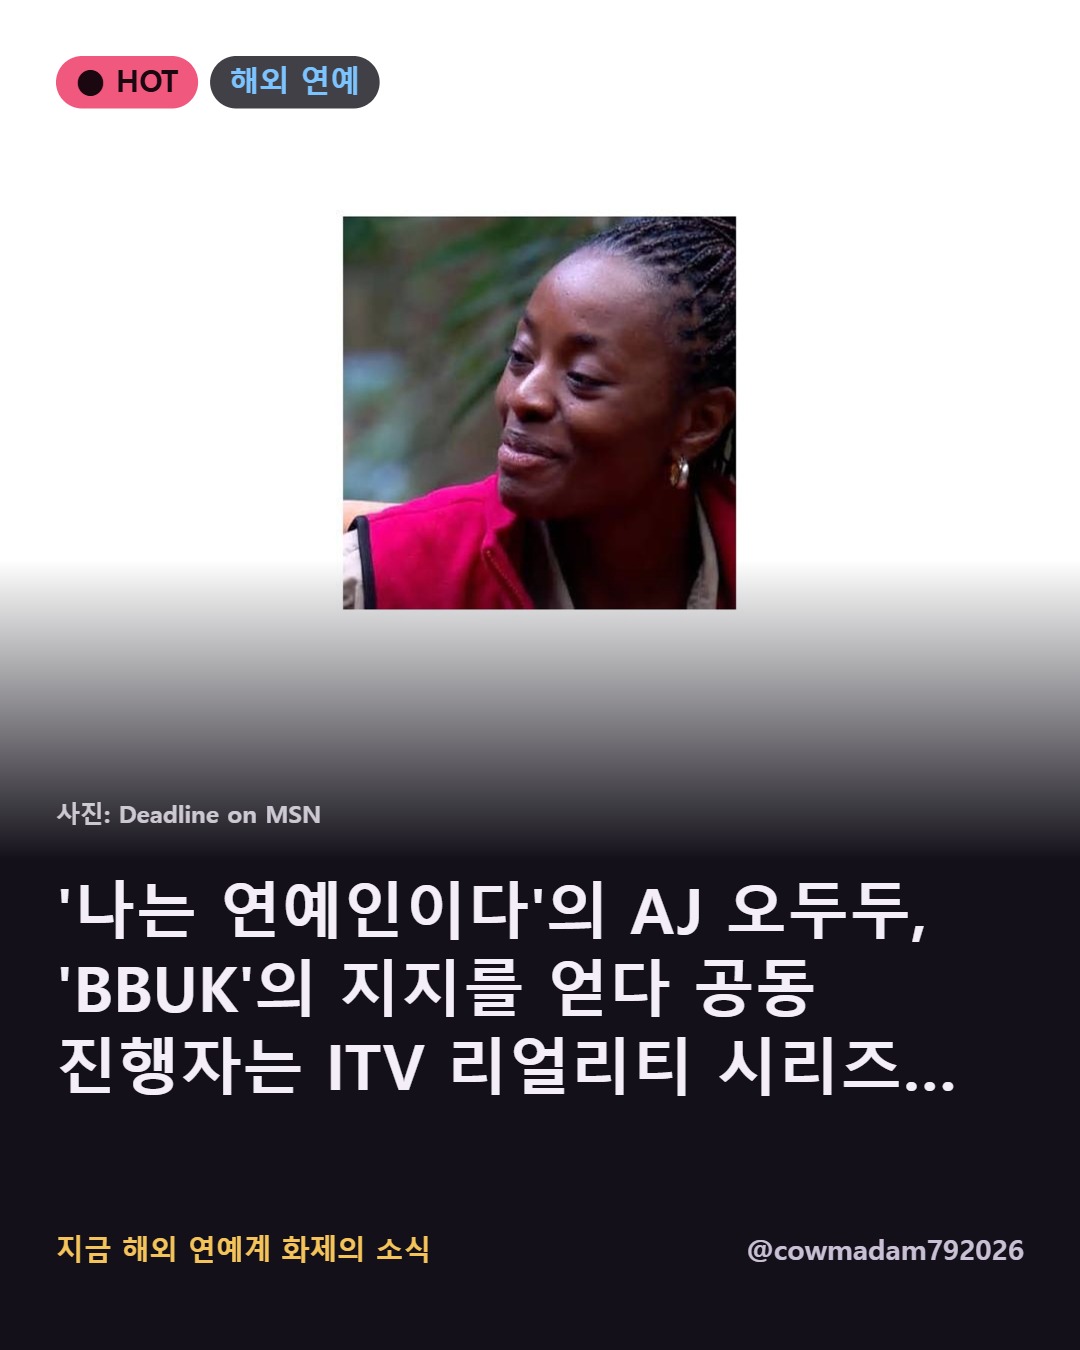 ● HOT 해외 연예
사진: Deadline on MSN
'나는 연예인이다'의 AJ 오두두,
'BBUK'의 지지를 얻다 공동
진행자는 ITV 리얼리티 시리즈...
지금 해외 연예계 화제의 소식 @cowmadam792026